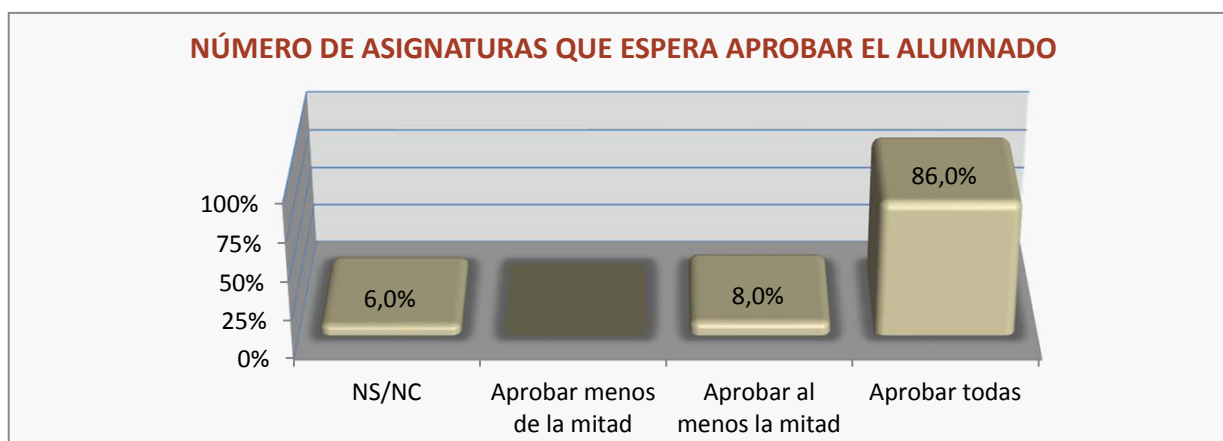 NÚMERO DE ASIGNATURAS QUE ESPERA APROBAR EL ALUMNADO
100%
75%
50%
25%
0%
6,0%
8,0%
86,0%
NS/NC
Aprobar menos
de la mitad
Aprobar al
menos la mitad
Aprobar todas